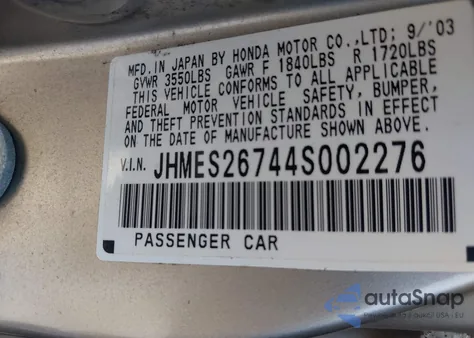 MFD. IN JAPAN BY HONDA MOTOR CO.,LTD; 9/'03
GVWR 3550LBS GAWR F 1840LBS R 1720LBS
THIS VEHICLE CONFORMS TO ALL APPLICABLE
FEDERAL MOTOR VEHICLE SAFETY, BUMPER,
AND THEFT PREVENTION STANDARDS IN EFFECT
ON THE DATE OF MANUFACTURE SHOWN ABOVE.
V.I.N. JHMES26744S002276
PASSENGER CAR
autoSnap